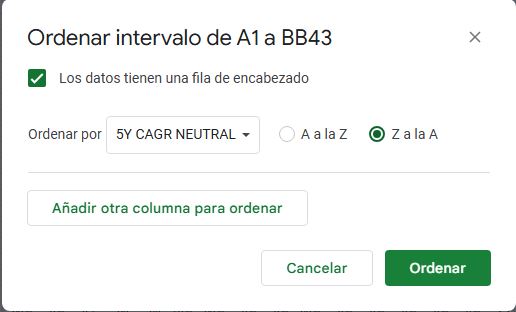 Ordenar intervalo de A1 a BB43
Los datos tienen una fila de encabezado
Ordenar por 5Y CAGR NEUTRAL A a la Z Z a la A
Añadir otra columna para ordenar
Cancelar Ordenar